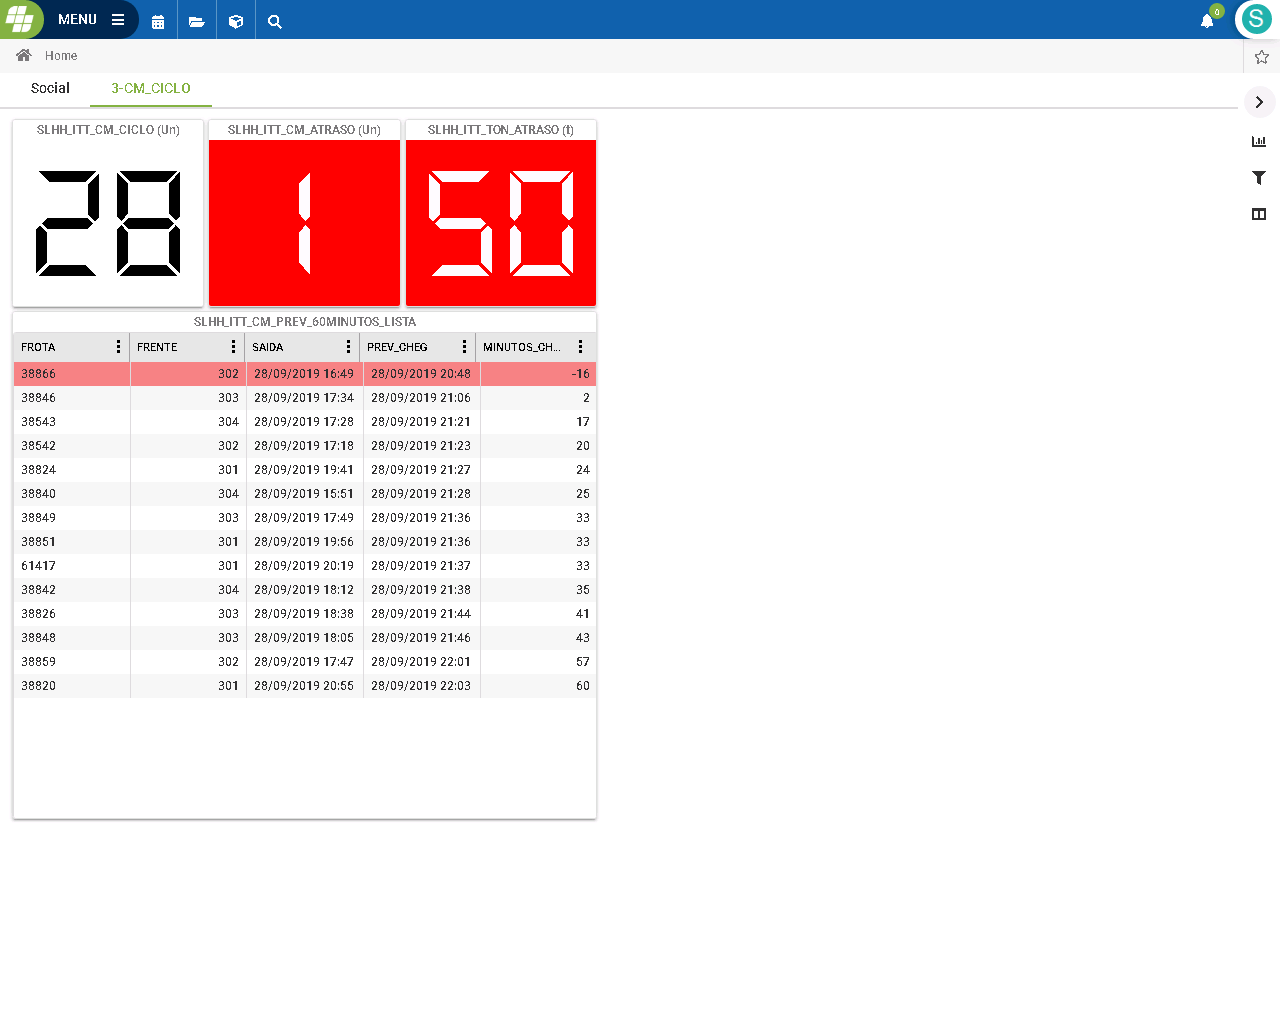 MENU
0
S
Home
Social 3-CM_CICLO
SLHH_ITT_CM_CICLO (Un) SLHH_ITT_CM_ATRASO (Un) SLHH_ITT_TON_ATRASO (t)
28 1 50
SLHH_ITT_CM_PREV_60MINUTOS_LISTA
FROTA FRENTE SAIDA PREV_CHEG MINUTOS_CH...
38866 302 28/09/2019 16:49 28/09/2019 20:48 -16
38846 303 28/09/2019 17:34 28/09/2019 21:06 2
38543 304 28/09/2019 17:28 28/09/2019 21:21 17
38542 302 28/09/2019 17:18 28/09/2019 21:23 20
38824 301 28/09/2019 19:41 28/09/2019 21:27 24
38840 304 28/09/2019 15:51 28/09/2019 21:28 25
38849 303 28/09/2019 17:49 28/09/2019 21:36 33
38851 301 28/09/2019 19:56 28/09/2019 21:36 33
61417 301 28/09/2019 20:19 28/09/2019 21:37 33
38842 304 28/09/2019 18:12 28/09/2019 21:38 35
38826 303 28/09/2019 18:38 28/09/2019 21:44 41
38848 303 28/09/2019 18:05 28/09/2019 21:46 43
38859 302 28/09/2019 17:47 28/09/2019 22:01 57
38820 301 28/09/2019 20:55 28/09/2019 22:03 60